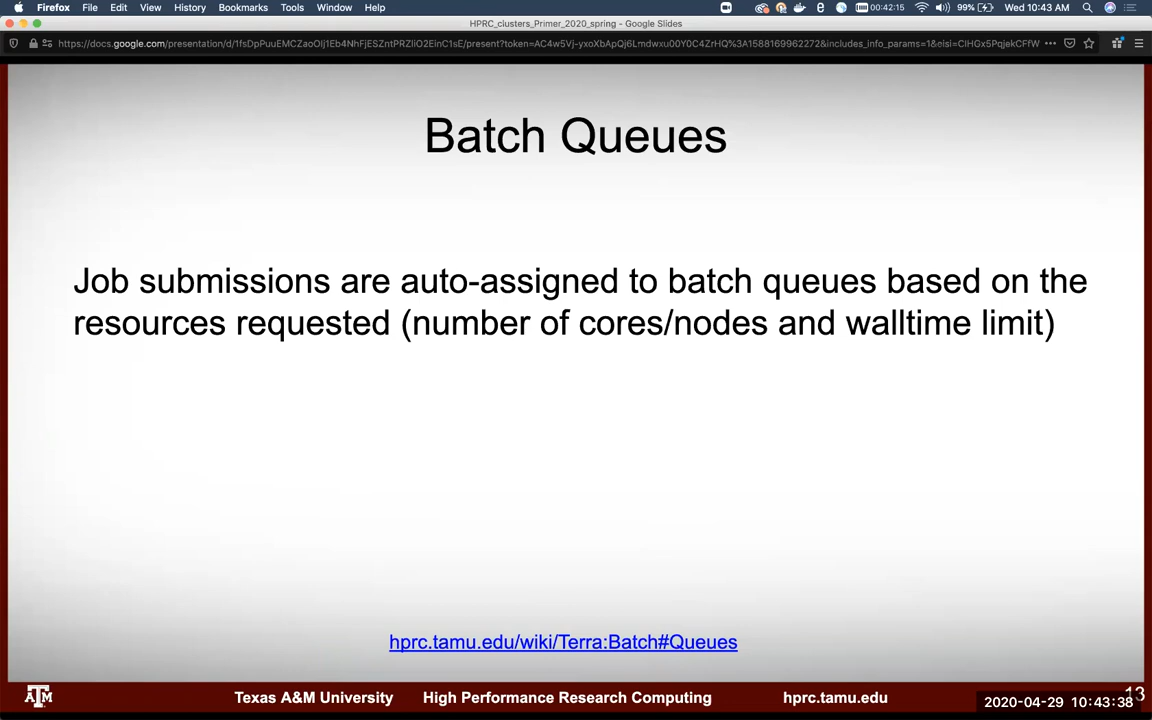 Firefox File Edit View History Bookmarks Tools Window Help 00:42:15 99% Wed 10:43 AM
HPRC_clusters_Primer_2020_spring - Google Slides
Batch Queues
Job submissions are auto-assigned to batch queues based on the
resources requested (number of cores/nodes and walltime limit)
hprc.tamu.edu/wiki/Terra:Batch#Queues
ATM Texas A&M University High Performance Research Computing hprc.tamu.edu 13
2020-04-29 10:43:38